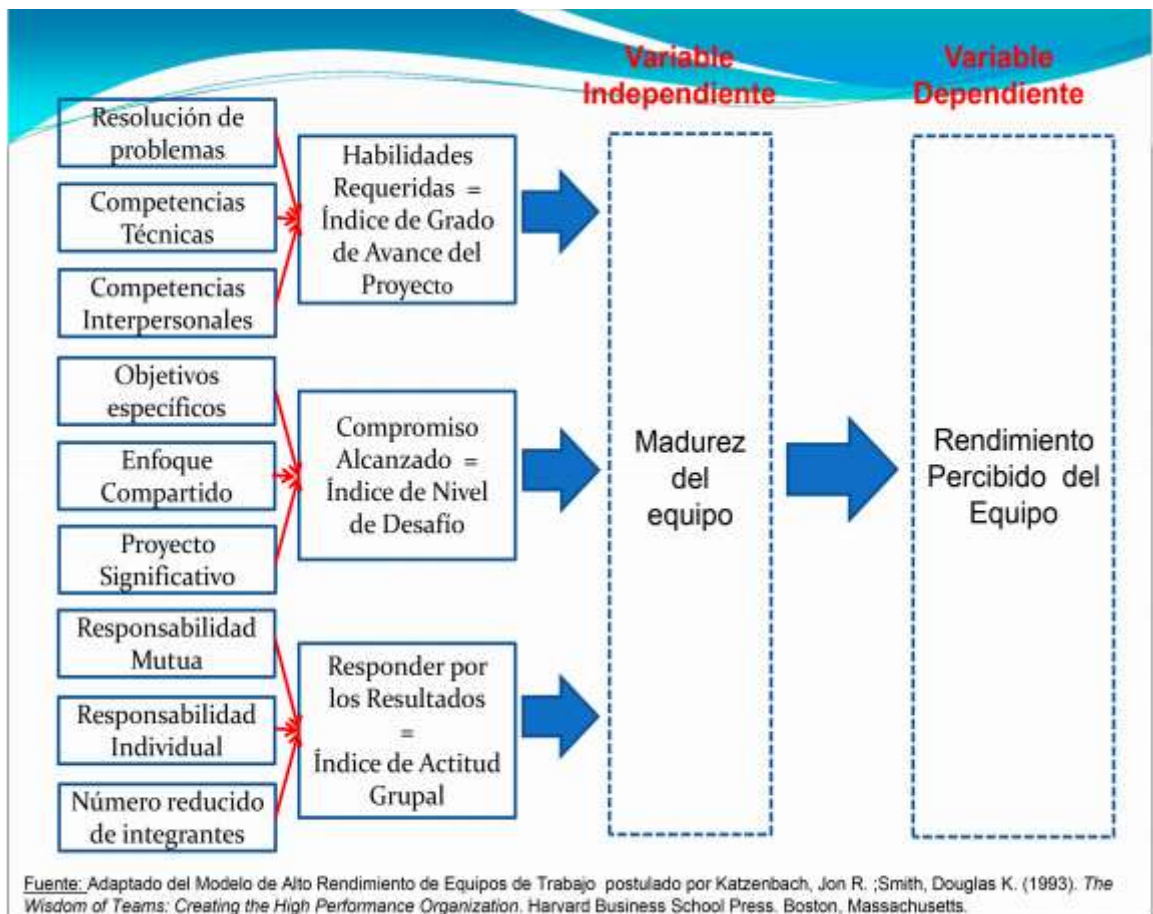 Variable
Independiente
Variable
Dependiente
Resolución de
problemas
Competencias
Técnicas
Competencias
Interpersonales
Habilidades
Requeridas =
Índice de Grado
de Avance del
Proyecto
Objetivos
específicos
Enfoque
Compartido
Proyecto
Significativo
Compromiso
Alcanzado =
Índice de Nivel
de Desafío
Responsabilidad
Mutua
Responsabilidad
Individual
Número reducido
de integrantes
Responder por
los Resultados
=
Índice de Actitud
Grupal
Madurez
del
equipo
Rendimiento
Percibido del
Equipo
Fuente: Adaptado del Modelo de Alto Rendimiento de Equipos de Trabajo postulado por Katzenbach, Jon R. ;Smith, Douglas K. (1993). The
Wisdom of Teams: Creating the High Performance Organization. Harvard Business School Press. Boston, Massachusetts.